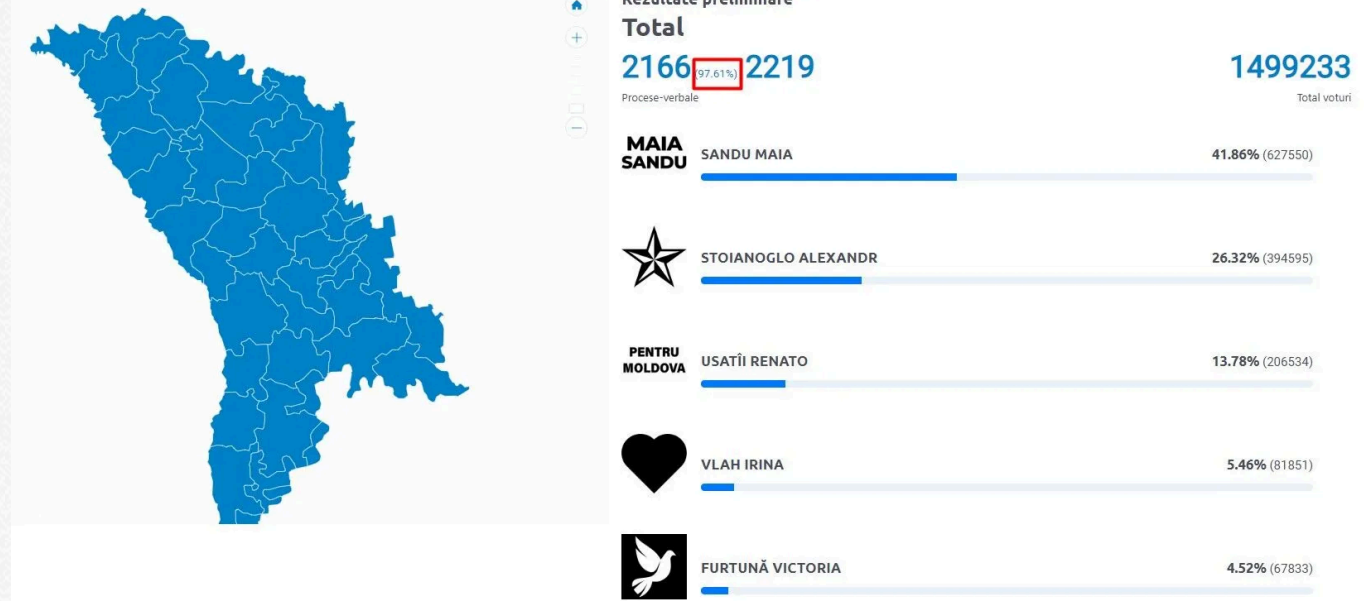 Rezultate preliminare
Total
2166 (97.61%) 2219
1499233
Procese-verbale
Total voturi
MAIA
SANDU
SANDU MAIA
41.86% (627550)
STOIANOGLO ALEXANDR
26.32% (394595)
PENTRU
MOLDOVA
USATÎI RENATO
13.78% (206534)
VLAH IRINA
5.46% (81851)
FURTUNĂ VICTORIA
4.52% (67833)